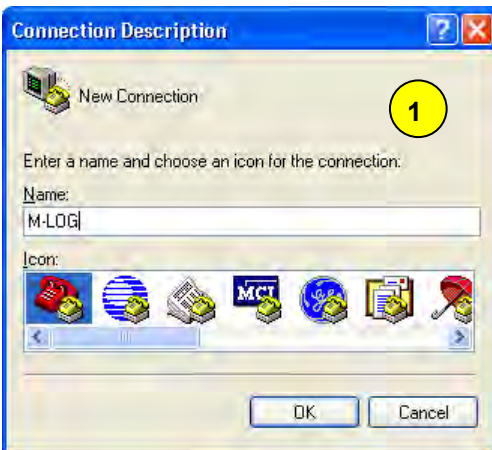 Connection Description
New Connection
1
Enter a name and choose an icon for the connection:
Name:
M-LOG
Icon:
MCI
OK Cancel